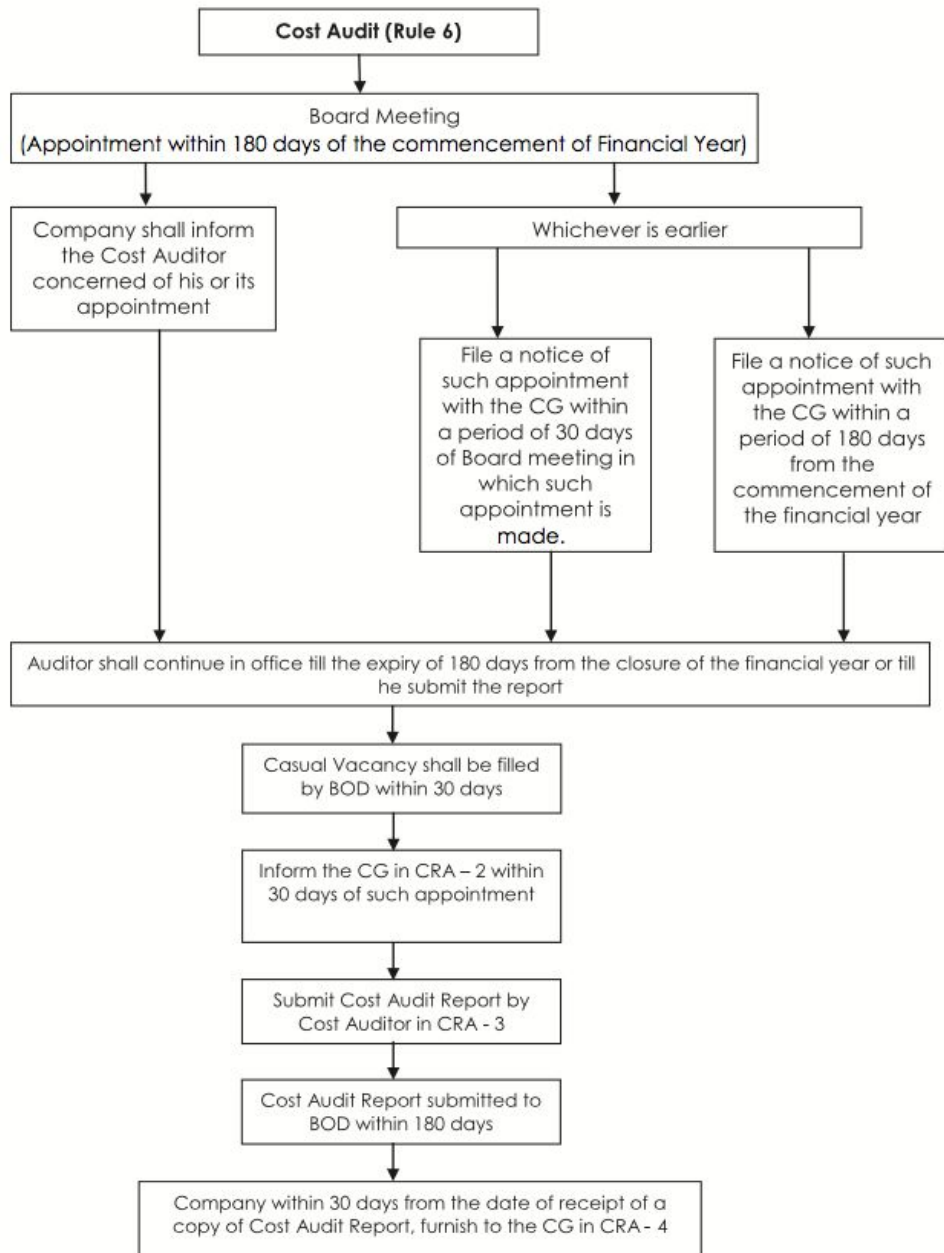 Cost Audit (Rule 6)
Board Meeting
(Appointment within 180 days of the commencement of Financial Year)
Company shall inform
the Cost Auditor
concerned of his or its
appointment
Whichever is earlier
File a notice of
such appointment
with the CG within
a period of 30 days
of Board meeting in
which such
appointment is
made.
File a notice of such
appointment with
the CG within a
period of 180 days
from the
commencement of
the financial year
Auditor shall continue in office till the expiry of 180 days from the closure of the financial year or till
he submit the report
Casual Vacancy shall be filled
by BOD within 30 days
Inform the CG in CRA – 2 within
30 days of such appointment
Submit Cost Audit Report by
Cost Auditor in CRA - 3
Cost Audit Report submitted to
BOD within 180 days
Company within 30 days from the date of receipt of a
copy of Cost Audit Report, furnish to the CG in CRA - 4